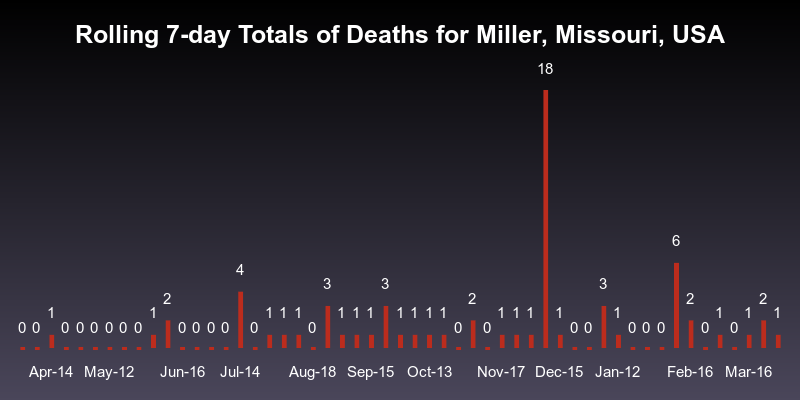 Rolling 7-day Totals of Deaths for Miller, Missouri, USA
0 0 1 0 0 0 0 0 0 1 2 0 0 0 0 4 0 1 1 1 0 3 1 1 1 3 1 1 1 1 0 2 0 1 1 1 18 1 0 0 3 1 0 0 0 6 2 0 1 0 1 2 1
Apr-14 May-12 Jun-16 Jul-14 Aug-18 Sep-15 Oct-13 Nov-17 Dec-15 Jan-12 Feb-16 Mar-16